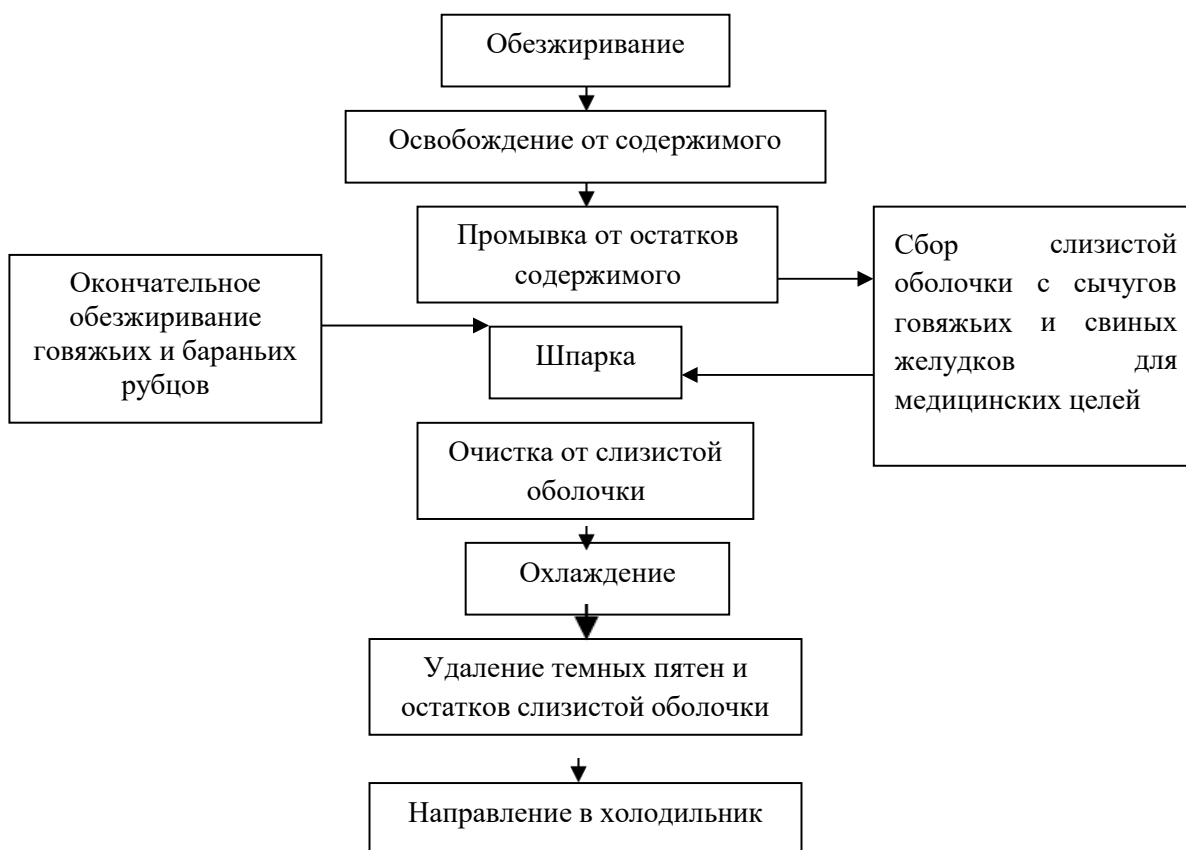 Обезжиривание
Освобождение от содержимого
Промывка от остатков
содержимого
Сбор слизистой
оболочки с сычугов
говяжьих и свиных
желудков для
медицинских целей
Окончательное
обезжиривание
говяжьих и бараньих
рубцов
Шпарка
Очистка от слизистой
оболочки
Охлаждение
Удаление темных пятен и
остатков слизистой оболочки
Направление в холодильник